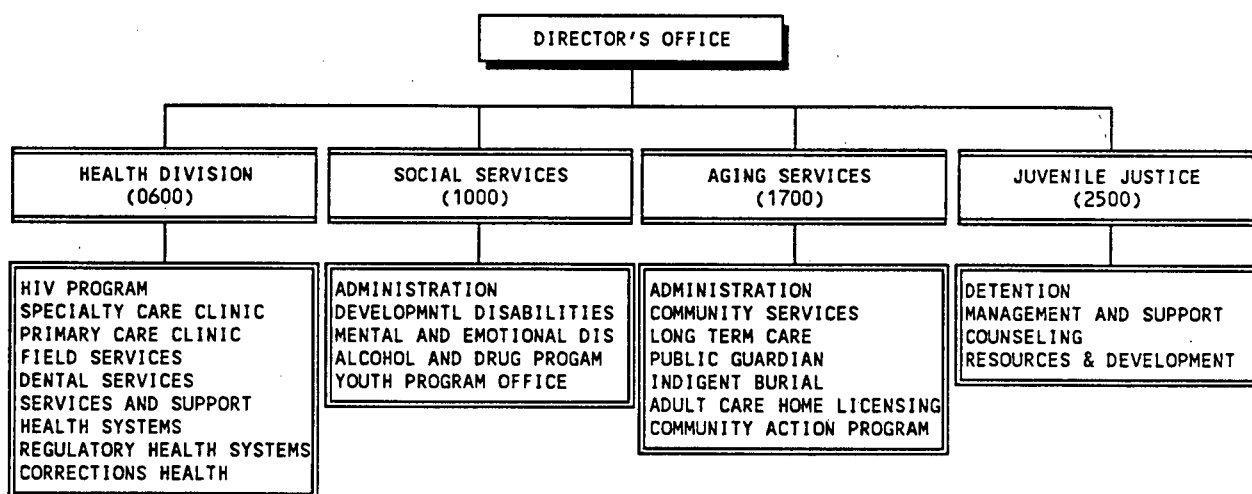 DIRECTOR'S OFFICE
HEALTH DIVISION
(0600)
SOCIAL SERVICES
(1000)
AGING SERVICES
(1700)
JUVENILE JUSTICE
(2500)
HIV PROGRAM
SPECIALTY CARE CLINIC
PRIMARY CARE CLINIC
FIELD SERVICES
DENTAL SERVICES
SERVICES AND SUPPORT
HEALTH SYSTEMS
REGULATORY HEALTH SYSTEMS
CORRECTIONS HEALTH
ADMINISTRATION
DEVELOPMNTL DISABILITIES
MENTAL AND EMOTIONAL DIS
ALCOHOL AND DRUG PROGAM
YOUTH PROGRAM OFFICE
ADMINISTRATION
COMMUNITY SERVICES
LONG TERM CARE
PUBLIC GUARDIAN
INDIGENT BURIAL
ADULT CARE HOME LICENSING
COMMUNITY ACTION PROGRAM
DETENTION
MANAGEMENT AND SUPPORT
COUNSELING
RESOURCES & DEVELOPMENT